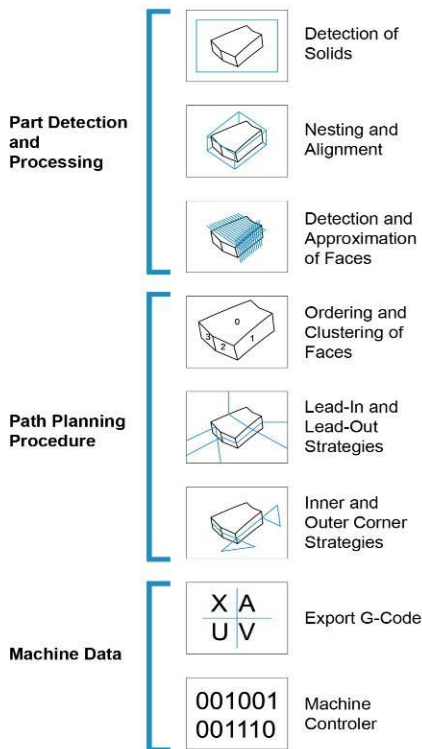 Detection of
Solids
Part Detection
and
Processing
Nesting and
Alignment
Detection and
Approximation
of Faces
0
3
2
1
Ordering and
Clustering of
Faces
Path Planning
Procedure
Lead-In and
Lead-Out
Strategies
Inner and
Outer Corner
Strategies
Machine Data
X A
U V
Export G-Code
001001
001110
Machine
Controler